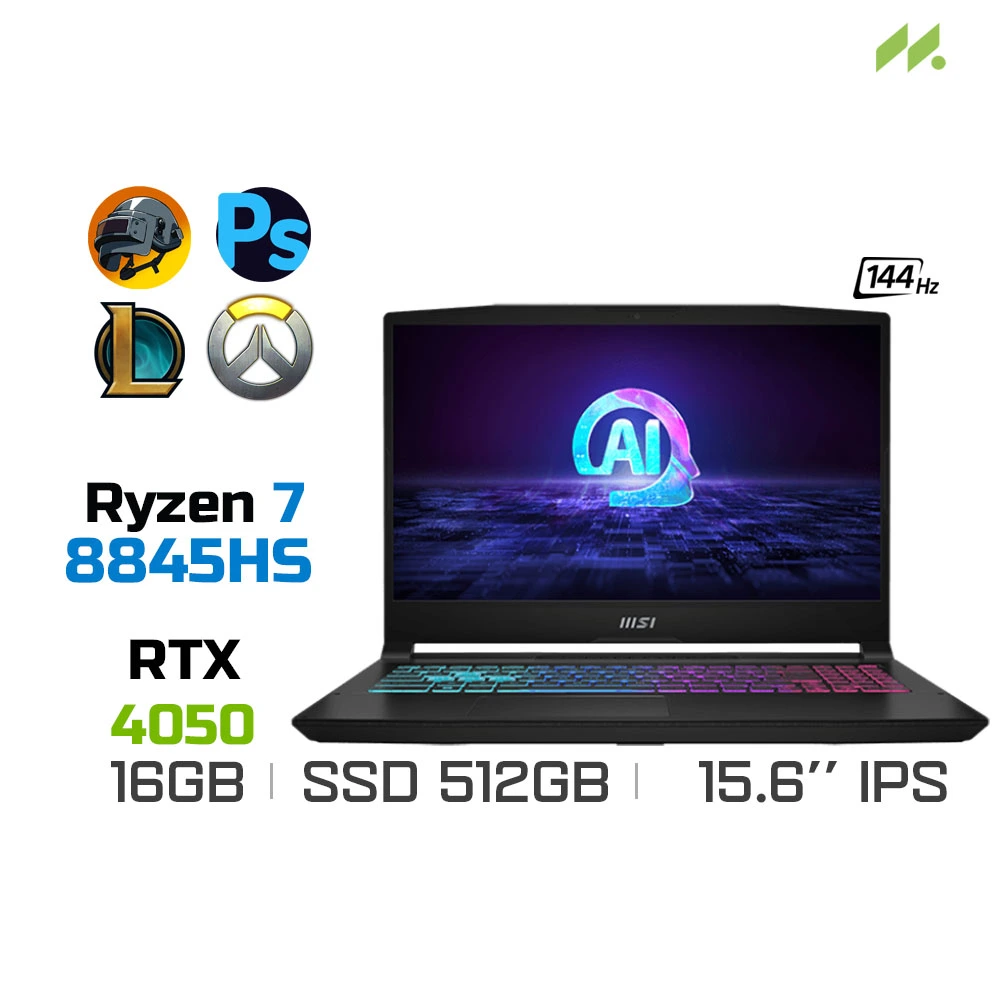 Ps
144Hz
AI
msi
Ryzen 7
8845HS
RTX
4050
16GB | SSD 512GB | 15.6’’ IPS